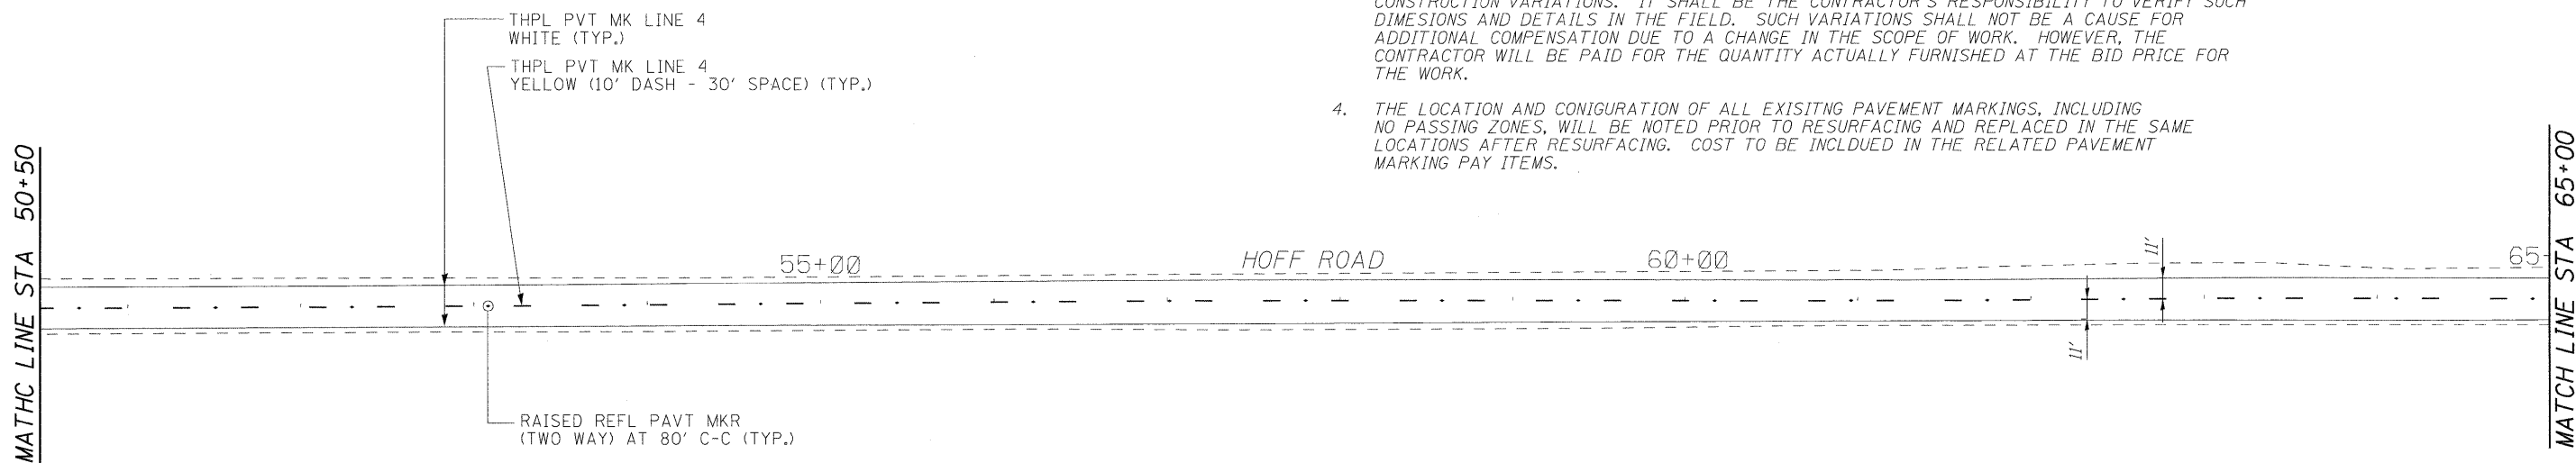 THPL PVT MK LINE 4
WHITE (TYP.)
THPL PVT MK LINE 4
YELLOW (10' DASH - 30' SPACE) (TYP.)
CONSTRUCTION VARIATIONS. IT SHALL BE THE CONTRACTOR'S RESPONSIBILITY TO VERIFY SUCH
DIMESIONS AND DETAILS IN THE FIELD. SUCH VARIATIONS SHALL NOT BE A CAUSE FOR
ADDITIONAL COMPENSATION DUE TO A CHANGE IN THE SCOPE OF WORK. HOWEVER, THE
CONTRACTOR WILL BE PAID FOR THE QUANTITY ACTUALLY FURNISHED AT THE BID PRICE FOR
THE WORK.
4. THE LOCATION AND CONIGURATION OF ALL EXISITNG PAVEMENT MARKINGS, INCLUDING
NO PASSING ZONES, WILL BE NOTED PRIOR TO RESURFACING AND REPLACED IN THE SAME
LOCATIONS AFTER RESURFACING. COST TO BE INCLDUED IN THE RELATED PAVEMENT
MARKING PAY ITEMS.
MATHC LINE STA 50+50
55+00
HOFF ROAD
60+00
11'
65
11'
MATCH LINE STA 65+00
RAISED REFL PAVT MKR
(TWO WAY) AT 80' C-C (TYP.)